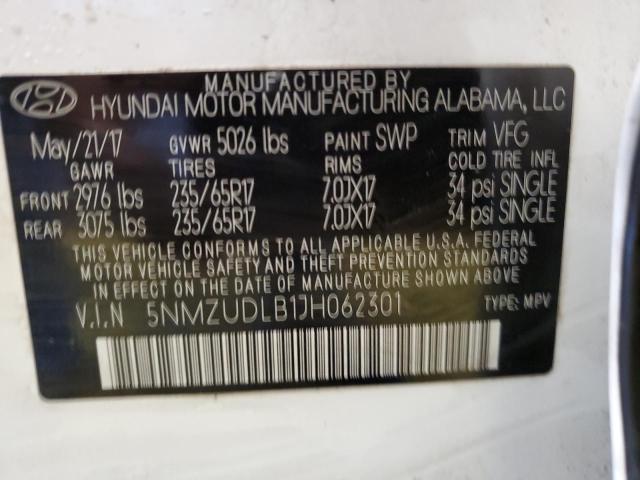 MANUFACTURED BY
HYUNDAI MOTOR MANUFACTURING ALABAMA, LLC
May/21/17 GVWR 5026 lbs PAINT SWP TRIM VFG
GAWR TIRES RIMS COLD TIRE INFL
FRONT 2976 lbs 235/65R17 7.0JX17 34 psi SINGLE
REAR 3075 lbs 235/65R17 7.0JX17 34 psi SINGLE
THIS VEHICLE CONFORMS TO ALL APPLICABLE U.S.A. FEDERAL
MOTOR VEHICLE SAFETY AND THEFT PREVENTION STANDARDS
IN EFFECT ON THE DATE OF MANUFACTURE SHOWN ABOVE.
V.I.N 5NMZUDLB1JH062301 TYPE: MPV